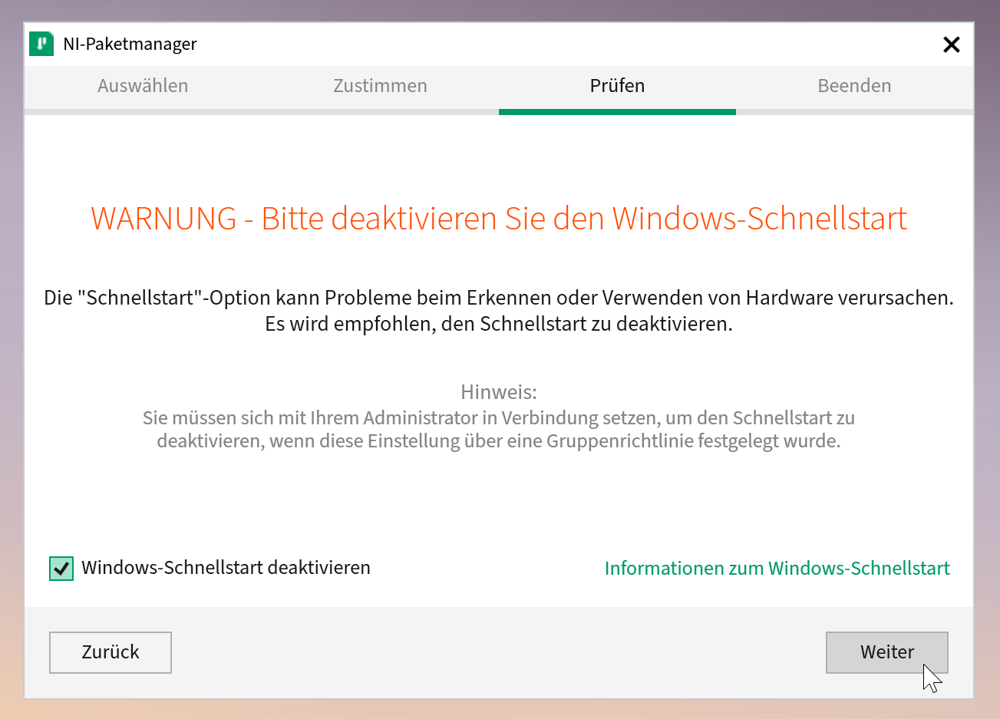 NI-Paketmanager
Auswählen
Zustimmen
Prüfen
Beenden
WARNUNG - Bitte deaktivieren Sie den Windows-Schnellstart
Die "Schnellstart"-Option kann Probleme beim Erkennen oder Verwenden von Hardware verursachen.
Es wird empfohlen, den Schnellstart zu deaktivieren.
Hinweis:
Sie müssen sich mit Ihrem Administrator in Verbindung setzen, um den Schnellstart zu
deaktivieren, wenn diese Einstellung über eine Gruppenrichtlinie festgelegt wurde.
Windows-Schnellstart deaktivieren
Informationen zum Windows-Schnellstart
Zurück
Weiter